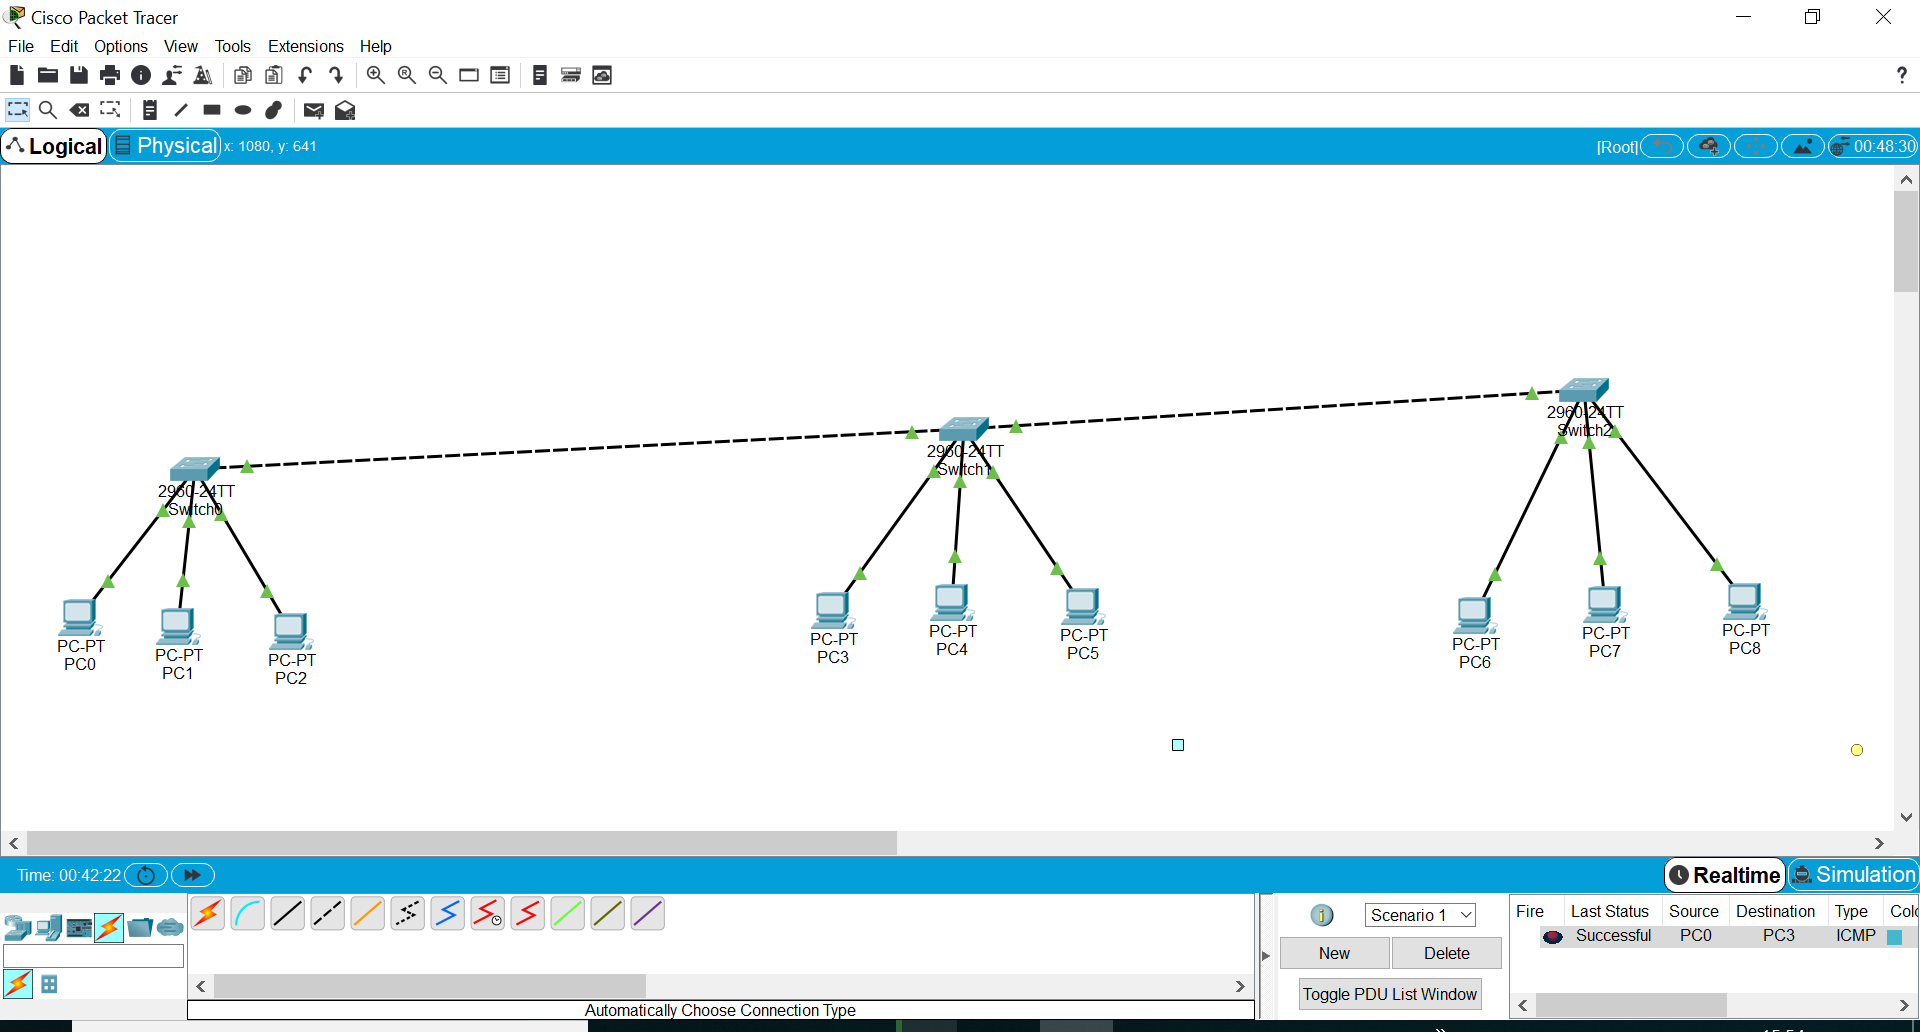 Cisco Packet Tracer
File Edit Options View Tools Extensions Help
?
Logical Physical x: 1080, y: 641 [Root] 00:48:30
2960-24TT
Switch2
2960-24TT
Switch1
2960-24TT
Switch0
PC-PT
PC0
PC-PT
PC1
PC-PT
PC2
PC-PT
PC3
PC-PT
PC4
PC-PT
PC5
PC-PT
PC6
PC-PT
PC7
PC-PT
PC8
Time: 00:42:22 Realtime Simulation
Scenario 1
New Delete
Toggle PDU List Window
Fire Last Status Source Destination Type Colo
Successful PC0 PC3 ICMP
Automatically Choose Connection Type